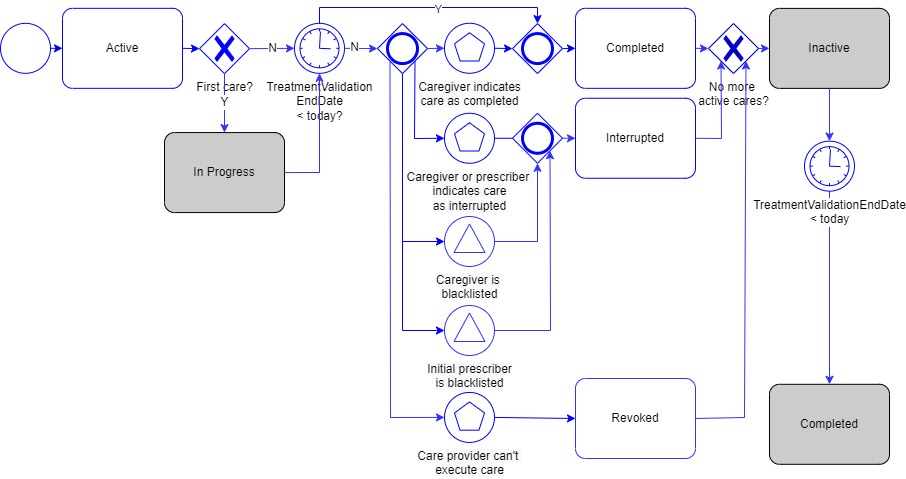 Y
Active
N
N
Completed
Inactive
First care?
Y
TreatmentValidation
EndDate
< today?
Caregiver indicates
care as completed
No more
active cares?
Interrupted
In Progress
Caregiver or prescriber
indicates care
as interrupted
TreatmentValidationEndDate
< today
Caregiver is
blacklisted
Initial prescriber
is blacklisted
Revoked
Completed
Care provider can't
execute care